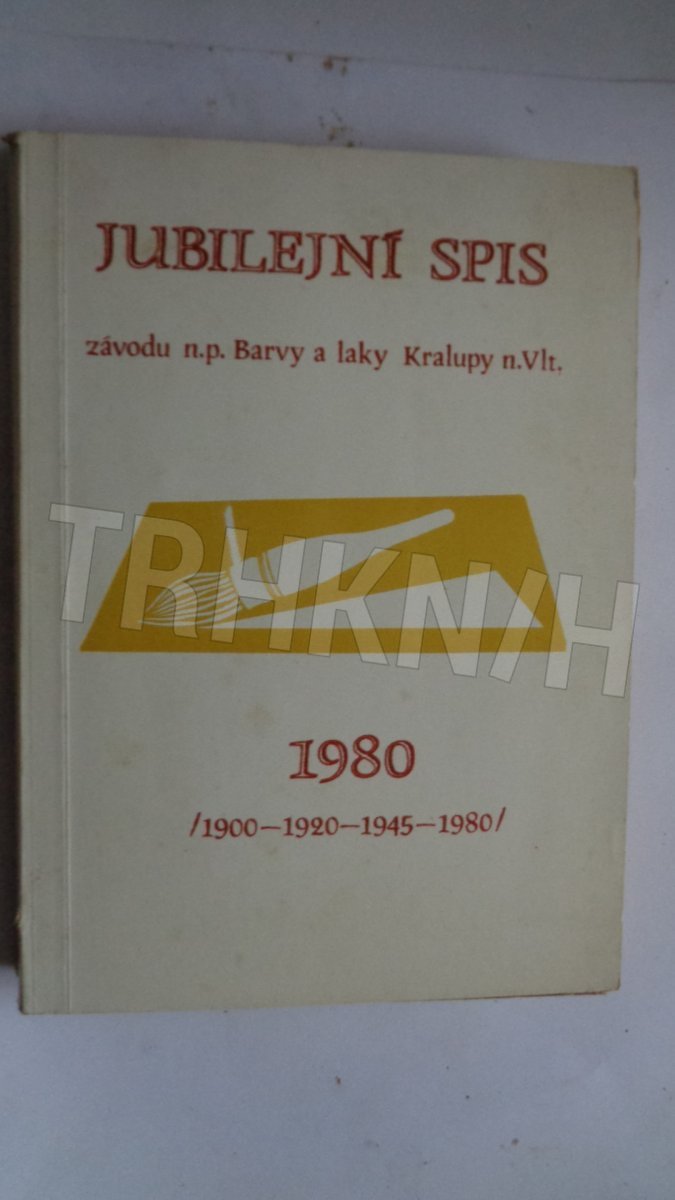 JUBILEJNÍ SPIS
závodu n.p. Barvy a laky Kralupy n.Vlt.
TRHKNIH
1980
/1900-1920-1945-1980/